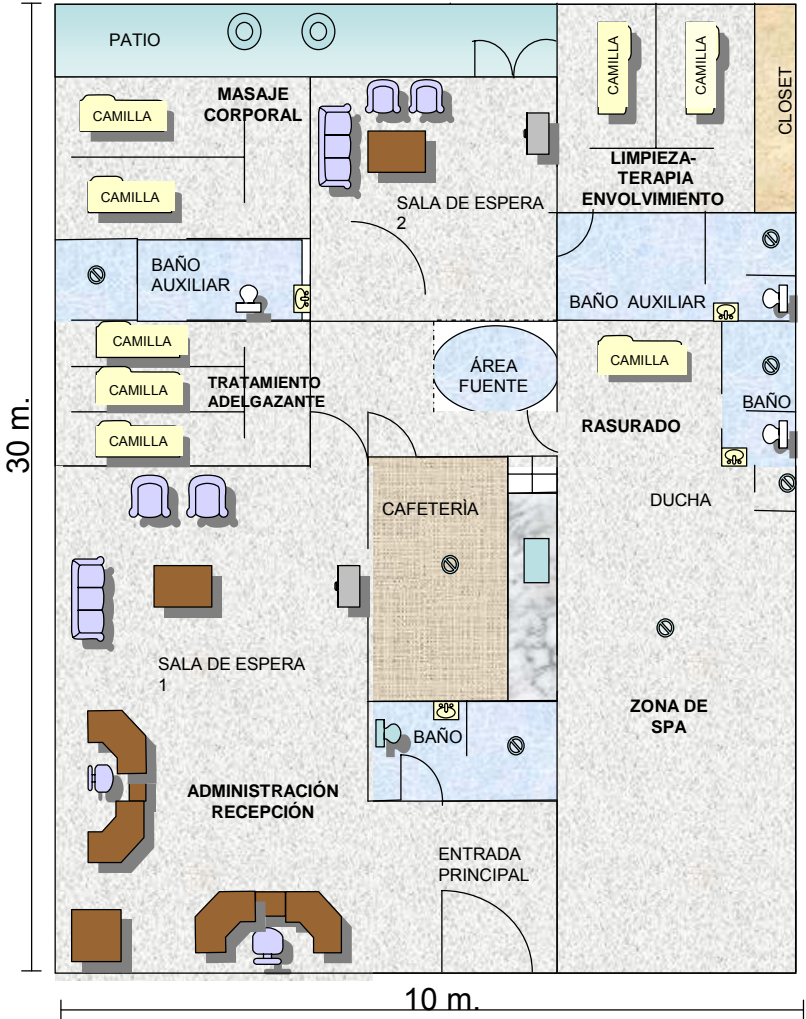 PATIO
MASAJE
CORPORAL
CAMILLA
CAMILLA
CAMILLA
CAMILLA
CLOSET
LIMPIEZA-
TERAPIA
ENVOLVIMIENTO
SALA DE ESPERA
2
BAÑO
AUXILIAR
BAÑO AUXILIAR
CAMILLA
CAMILLA
CAMILLA
TRATAMIENTO
ADELGAZANTE
ÁREA
FUENTE
CAMILLA
BAÑO
RASURADO
30 m.
CAFETERÌA
DUCHA
SALA DE ESPERA
1
ZONA DE
SPA
BAÑO
ADMINISTRACIÓN
RECEPCIÓN
ENTRADA
PRINCIPAL
10 m.